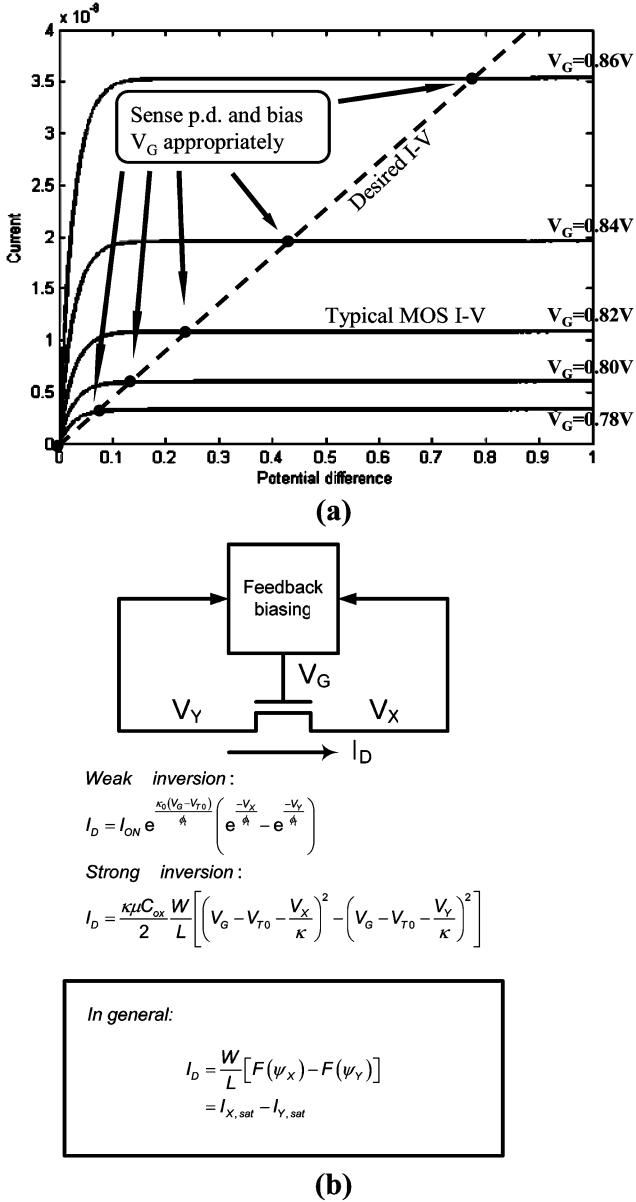 × 10⁻⁸
4
3.5
3
2.5
2
1.5
1
0.5
0
Current
V_G=0.86V
Sense p.d. and bias
V_G appropriately
Desired I-V
V_G=0.84V
Typical MOS I-V
V_G=0.82V
V_G=0.80V
V_G=0.78V
0 0.1 0.2 0.3 0.4 0.5 0.6 0.7 0.8 0.9 1
Potential difference
(a)
Feedback
biasing
V_G
V_Y V_X
I_D
Weak inversion:
I_D = I_ON e^{κ₀(V_G−V_T0)/ϕ_t} ( e^{−V_X/ϕ_t} − e^{−V_Y/ϕ_t} )
Strong inversion:
I_D = κμC_ox/2 W/L [ ( V_G − V_T0 − V_X/κ )² − ( V_G − V_T0 − V_Y/κ )² ]
In general:
I_D = W/L [ F(ψ_X) − F(ψ_Y) ]
= I_X,sat − I_Y,sat
(b)